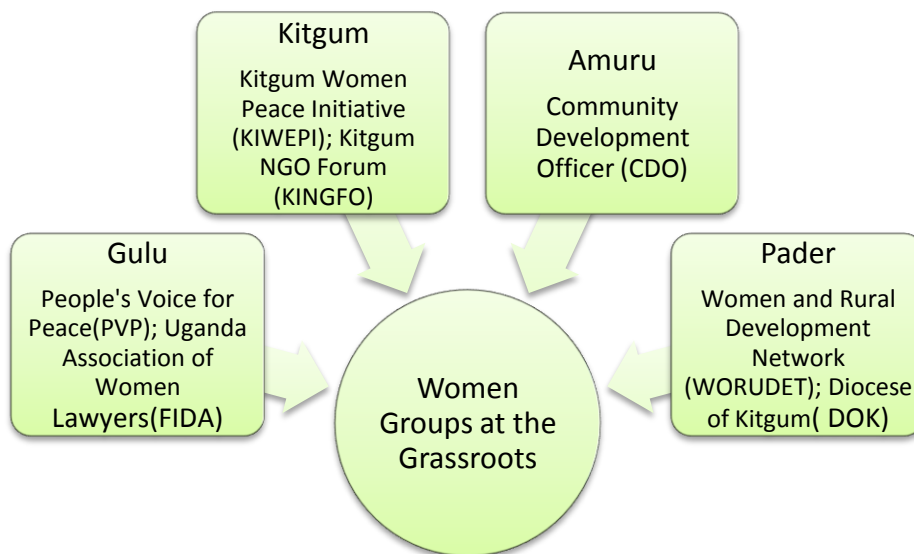 Kitgum
Kitgum Women
Peace Initiative
(KIWEPI); Kitgum
NGO Forum
(KINGFO)
Amuru
Community
Development
Officer (CDO)
Gulu
People's Voice for
Peace(PVP); Uganda
Association of
Women
Lawyers(FIDA)
Pader
Women and Rural
Development
Network
(WORUDET); Diocese
of Kitgum( DOK)
Women
Groups at the
Grassroots